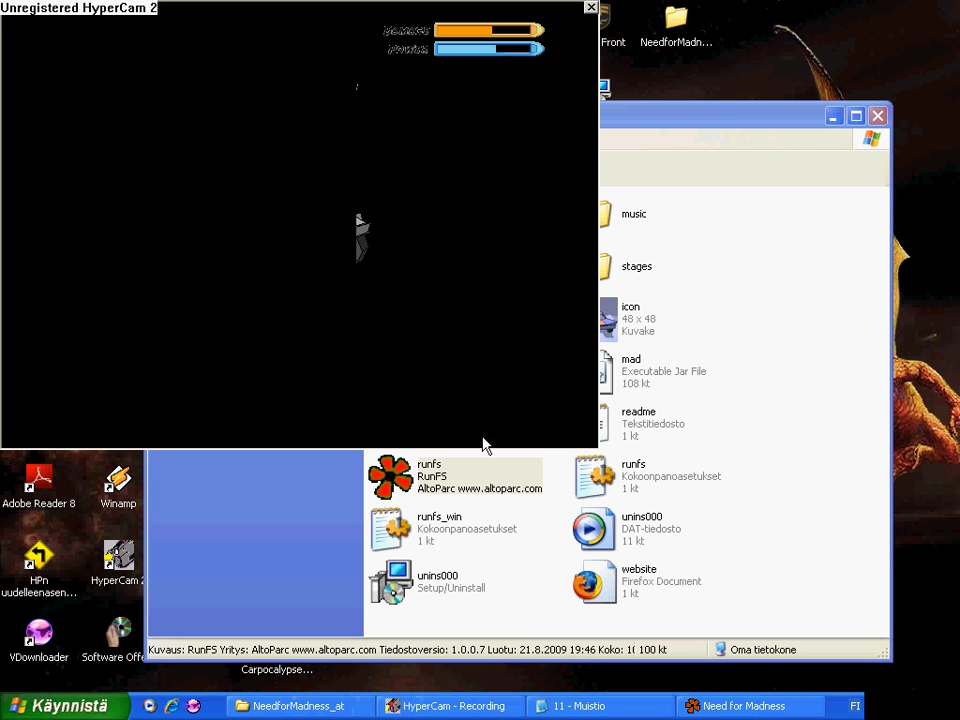 Unregistered HyperCam 2
Damage
Power
Front
NeedforMadn...
music
stages
icon
48 x 48
Kuvake
mad
Executable Jar File
108 kt
readme
Tekstitiedosto
1 kt
runfs
RunFS
AltoParc www.altoparc.com
runfs
Kokoonpanoasetukset
1 kt
runfs_win
Kokoonpanoasetukset
1 kt
unins000
DAT-tiedosto
11 kt
unins000
Setup/Uninstall
website
Firefox Document
1 kt
Adobe Reader 8
Winamp
HPn
uudelleenasen...
HyperCam 2
VDownloader
Software Offe
Carpocalypse...
Kuvaus: RunFS Yritys: AltoParc www.altoparc.com Tiedostoversio: 1.0.0.7 Luotu: 21.8.2009 19:46 Koko: 1( 100 kt
Oma tietokone
Käynnistä
NeedforMadness_at
HyperCam - Recording
11 - Muistio
Need for Madness
FI